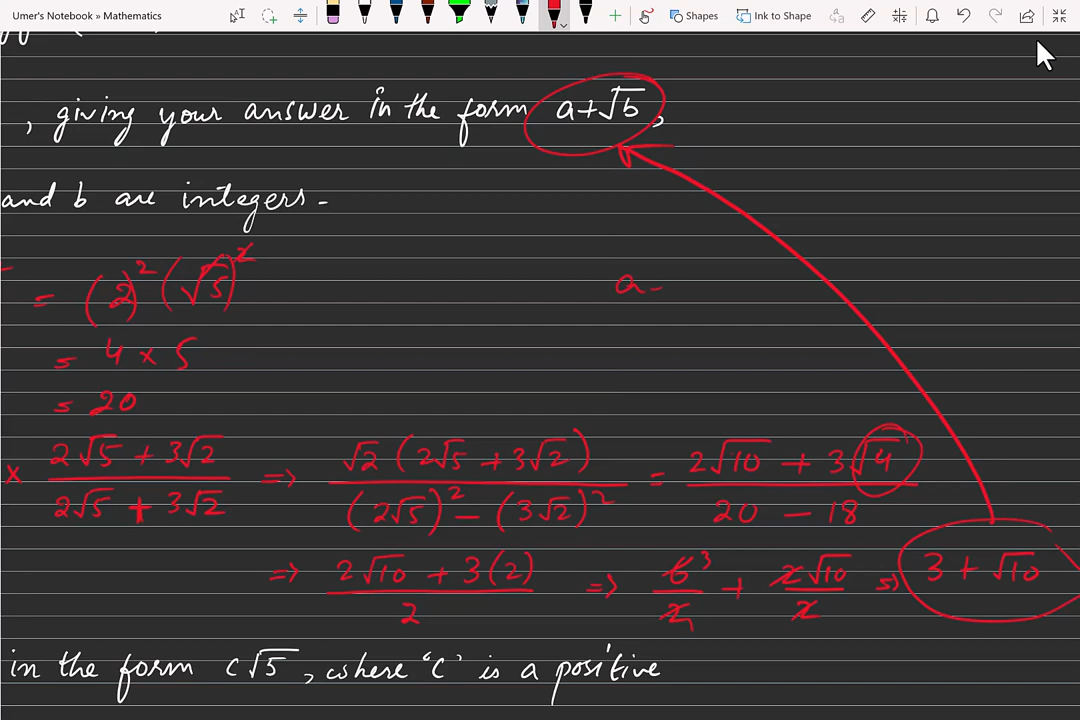 Umer's Notebook » Mathematics
Shapes
Ink to Shape
, giving your answer in the form a+√b,
and b are integers -
= (2)² (√5)²
= 4 × 5
= 20
a =
× (2√5 + 3√2)/(2√5 + 3√2) => √2 (2√5 + 3√2)/((2√5)² - (3√2)²) = (2√10 + 3√4)/(20 - 18)
=> (2√10 + 3(2))/2 => 6³/2₁ + 2√10/2 => 3 + √10
in the form c√5, where 'c' is a positive